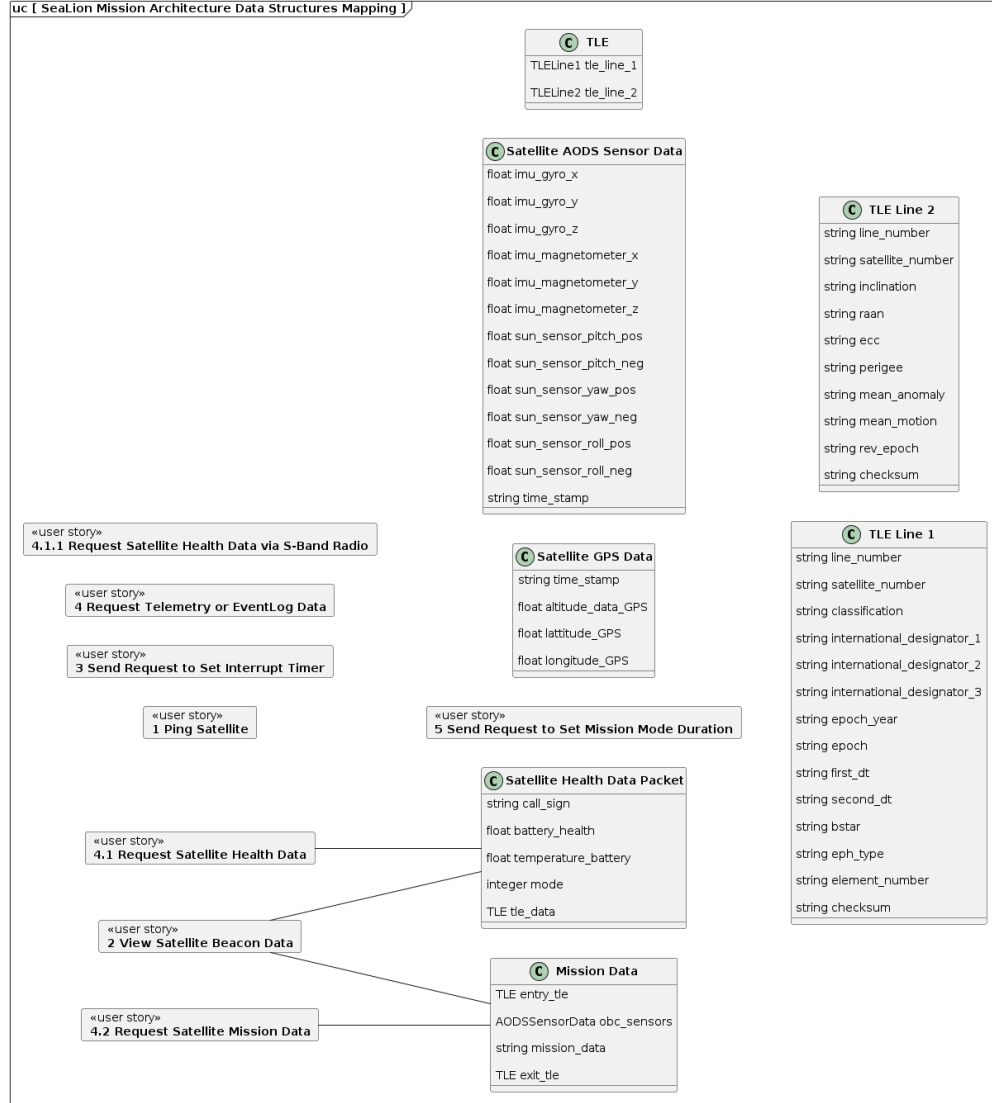 uc [ SeaLion Mission Architecture Data Structures Mapping ]
C TLE
TLELine1 tle_line_1
TLELine2 tle_line_2
C Satellite AODS Sensor Data
float imu_gyro_x
float imu_gyro_y
float imu_gyro_z
float imu_magnetometer_x
float imu_magnetometer_y
float imu_magnetometer_z
float sun_sensor_pitch_pos
float sun_sensor_pitch_neg
float sun_sensor_yaw_pos
float sun_sensor_yaw_neg
float sun_sensor_roll_pos
float sun_sensor_roll_neg
string time_stamp
C TLE Line 2
string line_number
string satellite_number
string inclination
string raan
string ecc
string perigee
string mean_anomaly
string mean_motion
string rev_epoch
string checksum
«user story»
4.1.1 Request Satellite Health Data via S-Band Radio
«user story»
4 Request Telemetry or EventLog Data
«user story»
3 Send Request to Set Interrupt Timer
«user story»
1 Ping Satellite
C Satellite GPS Data
string time_stamp
float altitude_data_GPS
float lattitude_GPS
float longitude_GPS
«user story»
5 Send Request to Set Mission Mode Duration
C TLE Line 1
string line_number
string satellite_number
string classification
string international_designator_1
string international_designator_2
string international_designator_3
string epoch_year
string epoch
string first_dt
string second_dt
string bstar
string eph_type
string element_number
string checksum
«user story»
4.1 Request Satellite Health Data
«user story»
2 View Satellite Beacon Data
«user story»
4.2 Request Satellite Mission Data
C Satellite Health Data Packet
string call_sign
float battery_health
float temperature_battery
integer mode
TLE tle_data
C Mission Data
TLE entry_tle
AODSSensorData obc_sensors
string mission_data
TLE exit_tle